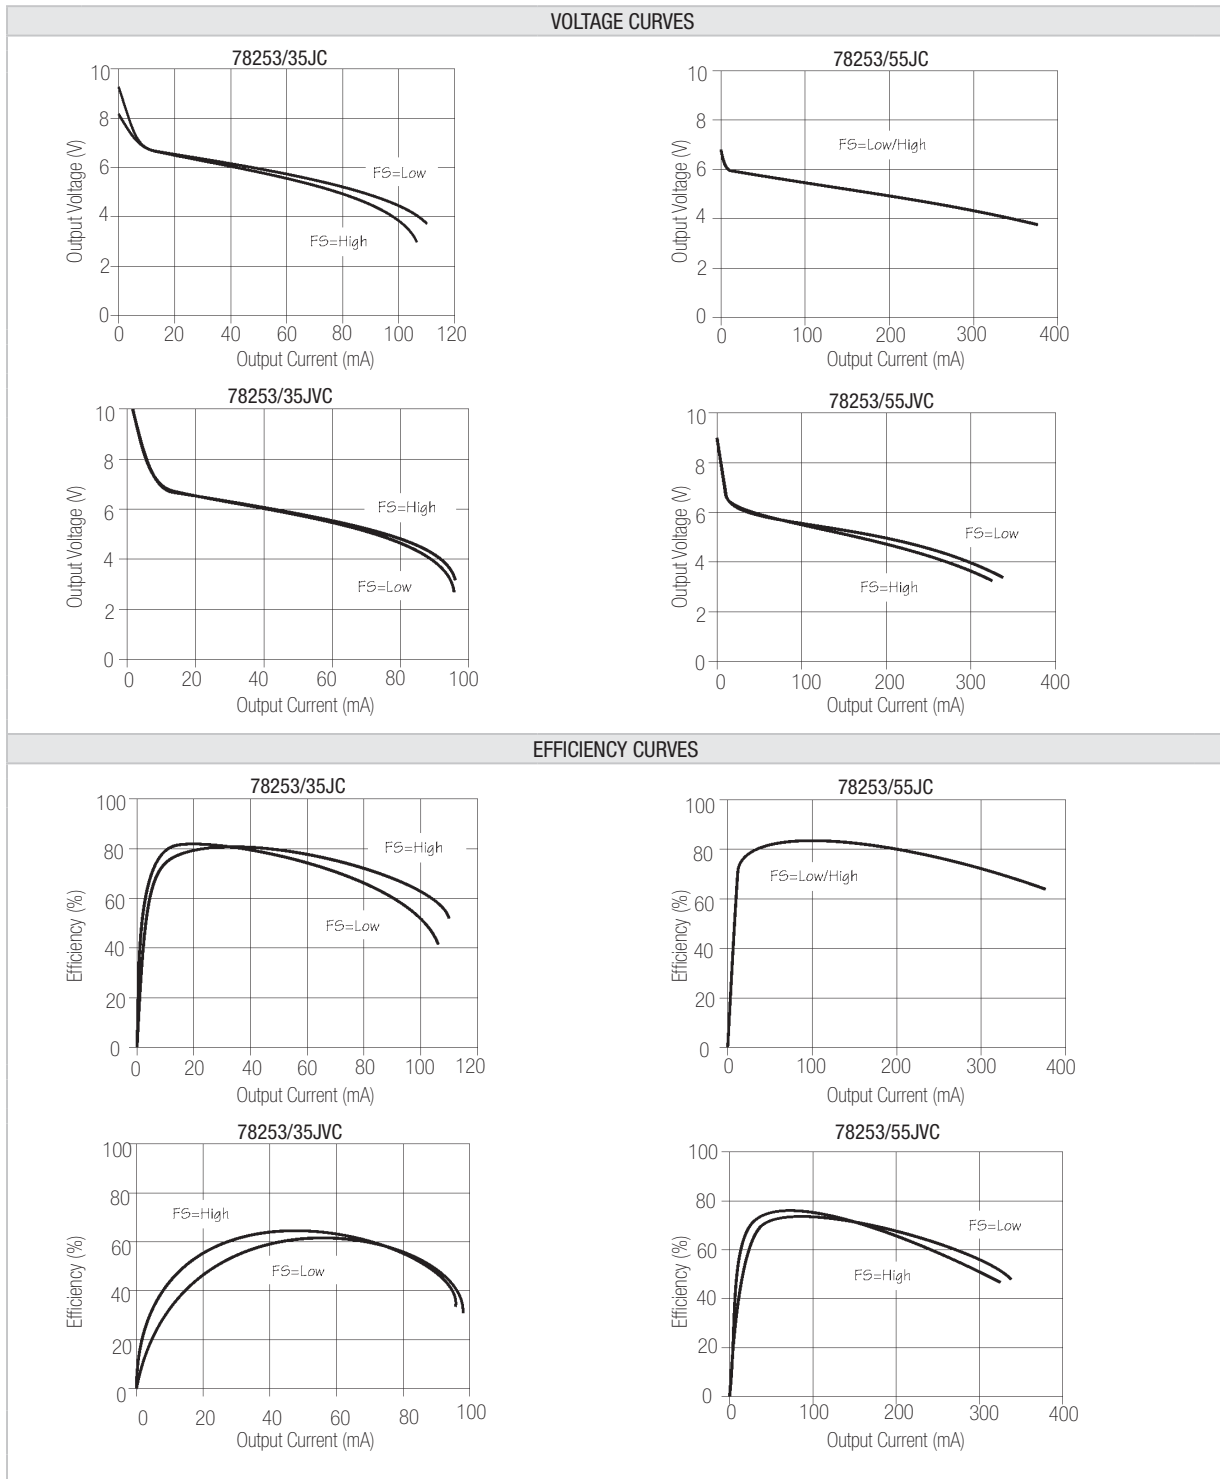 VOLTAGE CURVES
78253/35JC
10
8
6
4
2
0
Output Voltage (V)
FS=Low
FS=High
0 20 40 60 80 100 120
Output Current (mA)
78253/55JC
10
8
6
4
2
0
Output Voltage (V)
FS=Low/High
0 100 200 300 400
Output Current (mA)
78253/35JVC
10
8
6
4
2
0
Output Voltage (V)
FS=High
FS=Low
0 20 40 60 80 100
Output Current (mA)
78253/55JVC
10
8
6
4
2
0
Output Voltage (V)
FS=Low
FS=High
0 100 200 300 400
Output Current (mA)
EFFICIENCY CURVES
78253/35JC
100
80
60
40
20
0
Efficiency (%)
FS=High
FS=Low
0 20 40 60 80 100 120
Output Current (mA)
78253/55JC
100
80
60
40
20
0
Efficiency (%)
FS=Low/High
0 100 200 300 400
Output Current (mA)
78253/35JVC
100
80
60
40
20
0
Efficiency (%)
FS=High
FS=Low
0 20 40 60 80 100
Output Current (mA)
78253/55JVC
100
80
60
40
20
0
Efficiency (%)
FS=Low
FS=High
0 100 200 300 400
Output Current (mA)